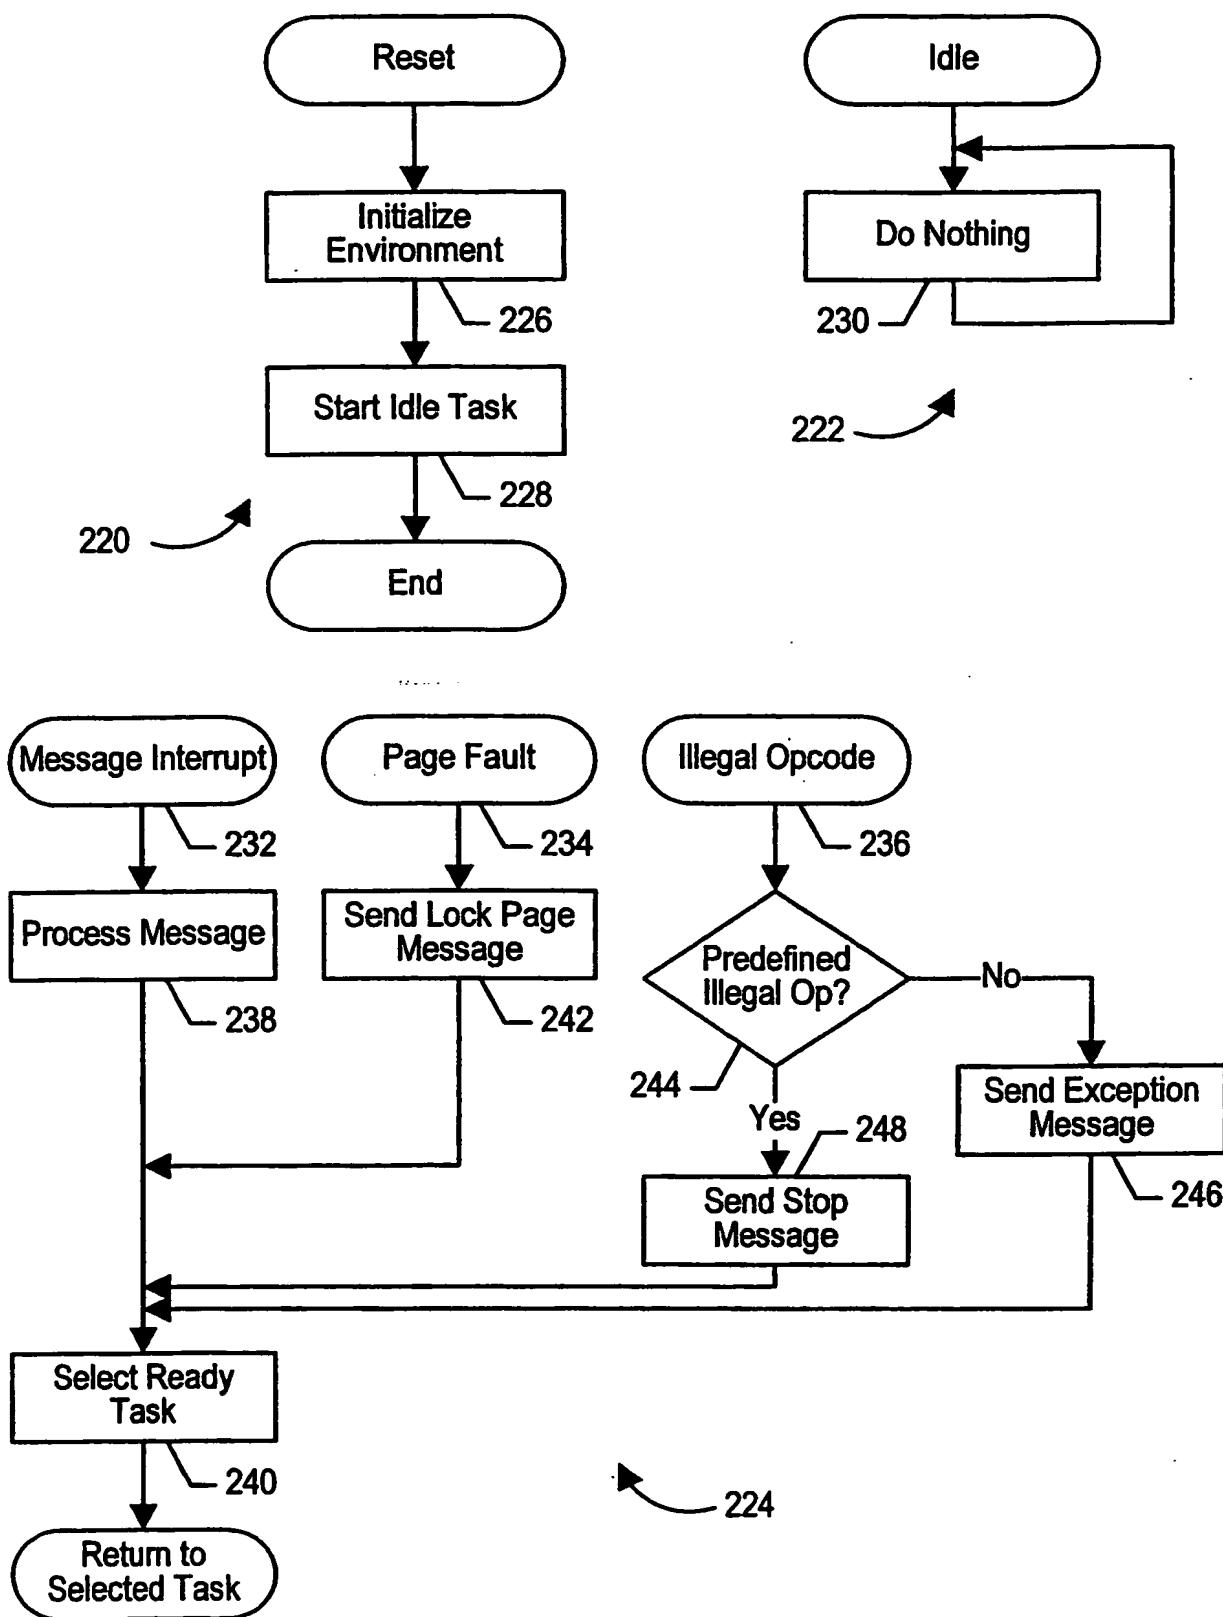 Reset
Idle
Initialize
Environment
226
Do Nothing
230
Start Idle Task
228
222
220
End
Message Interrupt
232
Page Fault
234
Illegal Opcode
236
Process Message
238
Send Lock Page
Message
242
Predefined
Illegal Op?
244
No
Yes
Send Exception
Message
246
248
Send Stop
Message
Select Ready
Task
240
224
Return to
Selected Task